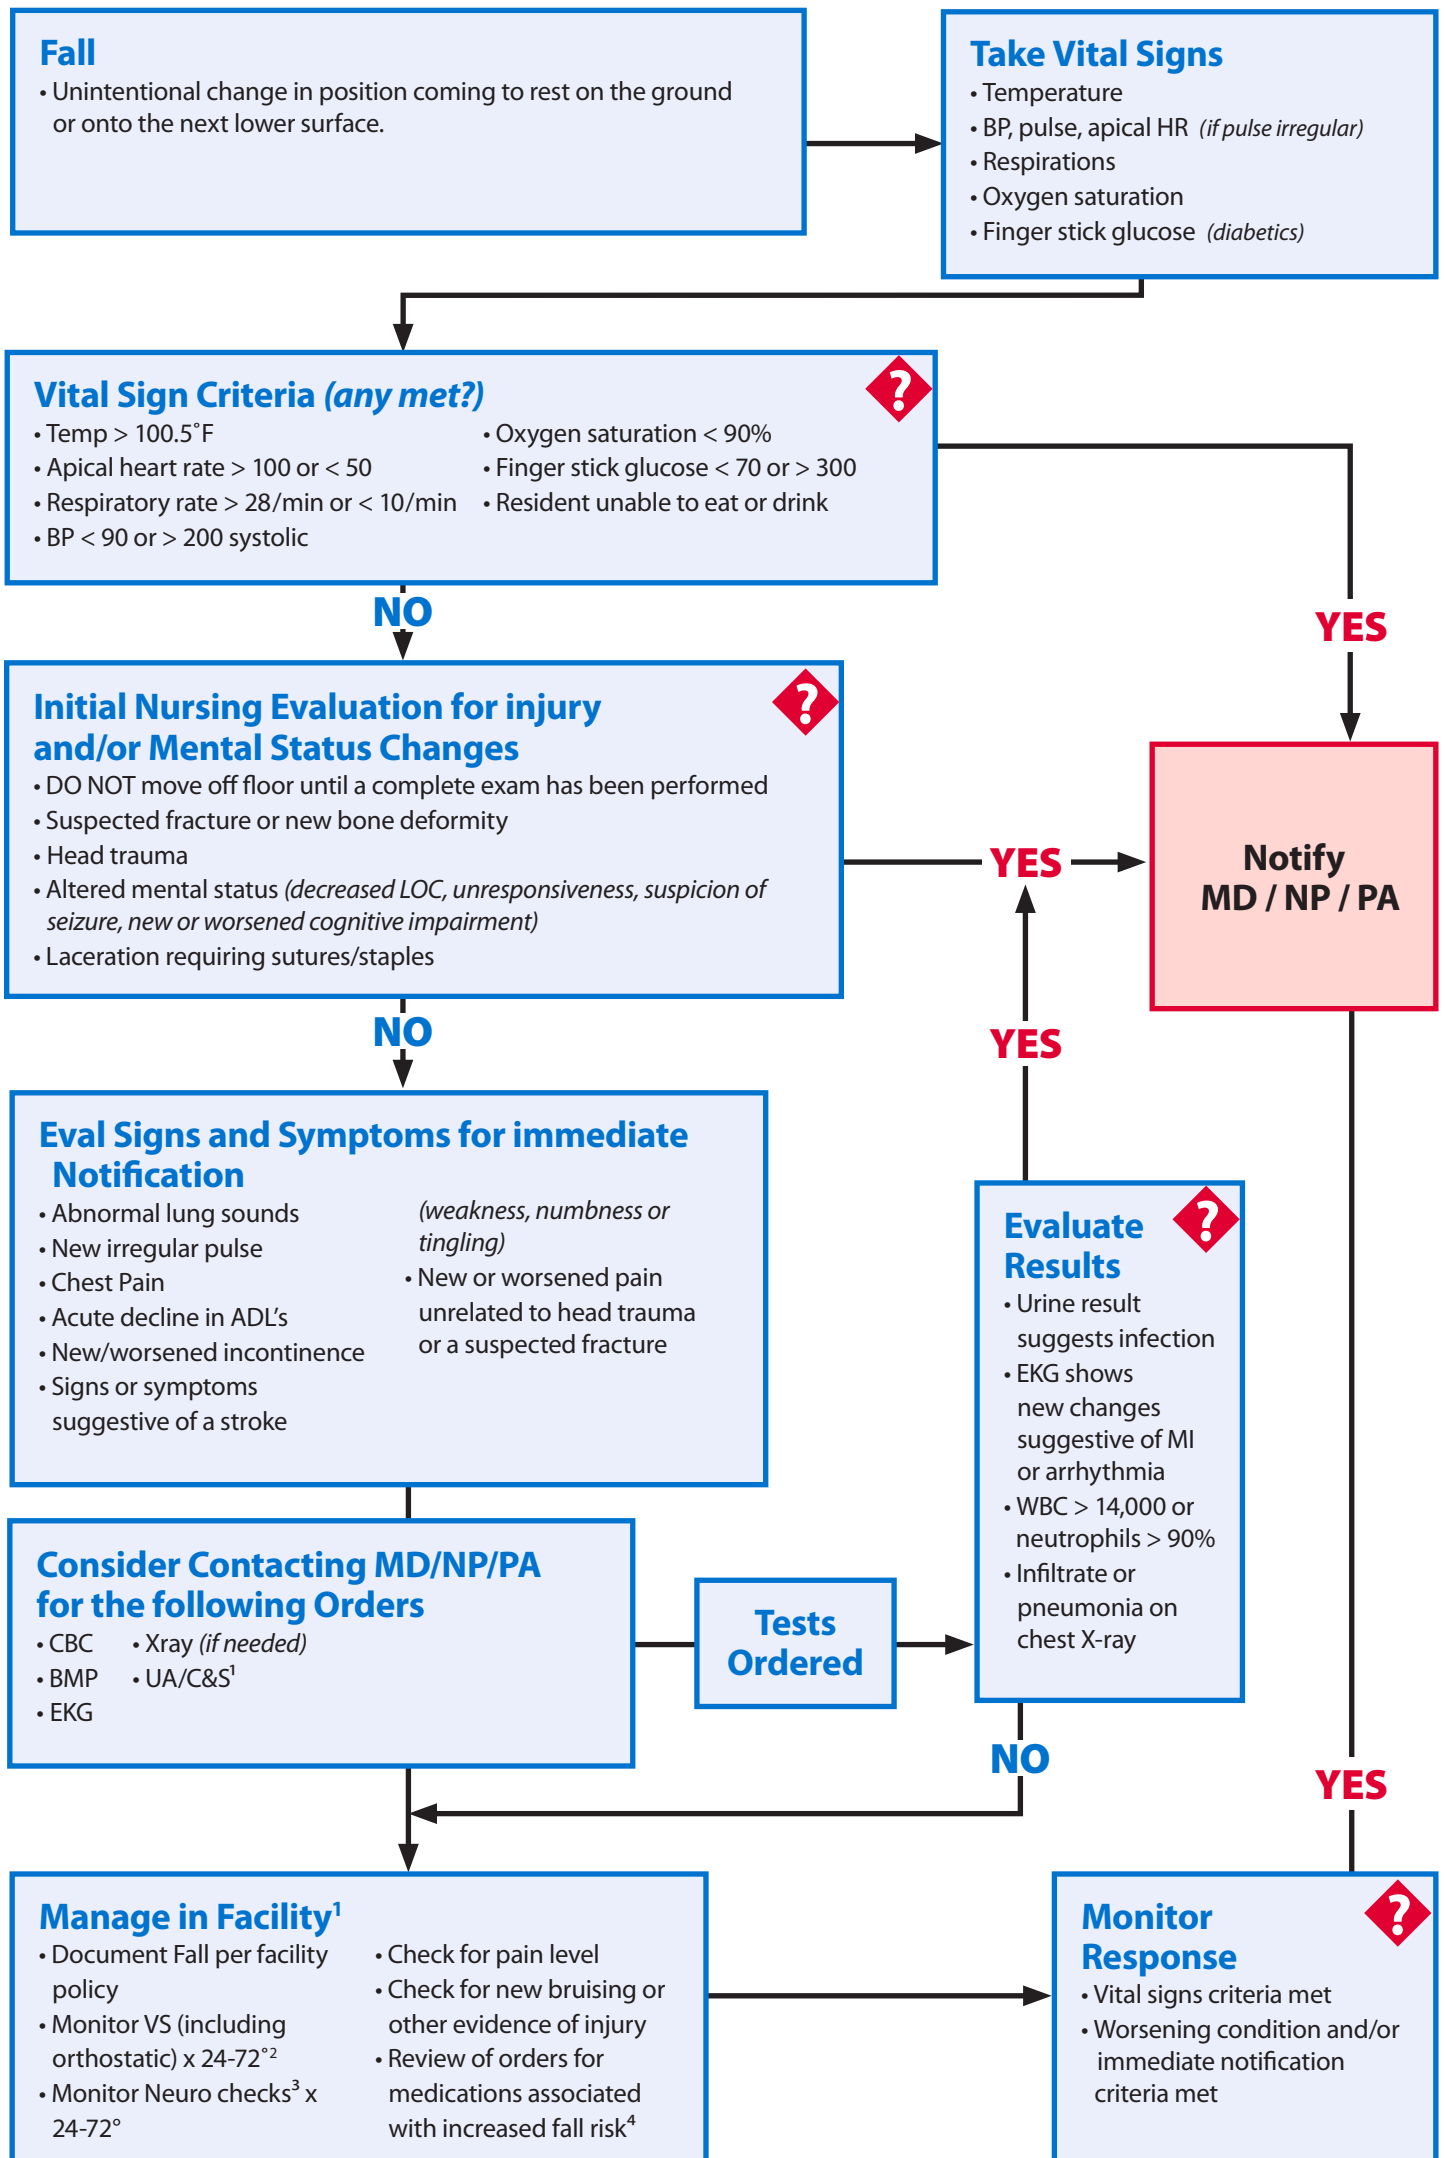 Fall
• Unintentional change in position coming to rest on the ground
or onto the next lower surface.
Take Vital Signs
• Temperature
• BP, pulse, apical HR (if pulse irregular)
• Respirations
• Oxygen saturation
• Finger stick glucose (diabetics)
Vital Sign Criteria (any met?)
?
• Temp > 100.5˚F
• Apical heart rate > 100 or < 50
• Respiratory rate > 28/min or < 10/min
• BP < 90 or > 200 systolic
• Oxygen saturation < 90%
• Finger stick glucose < 70 or > 300
• Resident unable to eat or drink
NO
YES
Initial Nursing Evaluation for injury
and/or Mental Status Changes
?
• DO NOT move off floor until a complete exam has been performed
• Suspected fracture or new bone deformity
• Head trauma
• Altered mental status (decreased LOC, unresponsiveness, suspicion of
seizure, new or worsened cognitive impairment)
• Laceration requiring sutures/staples
YES
Notify
MD / NP / PA
NO
YES
Eval Signs and Symptoms for immediate
Notification
• Abnormal lung sounds
• New irregular pulse
• Chest Pain
• Acute decline in ADL's
• New/worsened incontinence
• Signs or symptoms
suggestive of a stroke
(weakness, numbness or
tingling)
• New or worsened pain
unrelated to head trauma
or a suspected fracture
Evaluate
Results
?
• Urine result
suggests infection
• EKG shows
new changes
suggestive of MI
or arrhythmia
• WBC > 14,000 or
neutrophils > 90%
• Infiltrate or
pneumonia on
chest X-ray
Consider Contacting MD/NP/PA
for the following Orders
• CBC
• BMP
• EKG
• Xray (if needed)
• UA/C&S¹
Tests
Ordered
NO
YES
Manage in Facility¹
• Document Fall per facility
policy
• Monitor VS (including
orthostatic) x 24-72˚²
• Monitor Neuro checks³ x
24-72°
• Check for pain level
• Check for new bruising or
other evidence of injury
• Review of orders for
medications associated
with increased fall risk⁴
Monitor
Response
?
• Vital signs criteria met
• Worsening condition and/or
immediate notification
criteria met